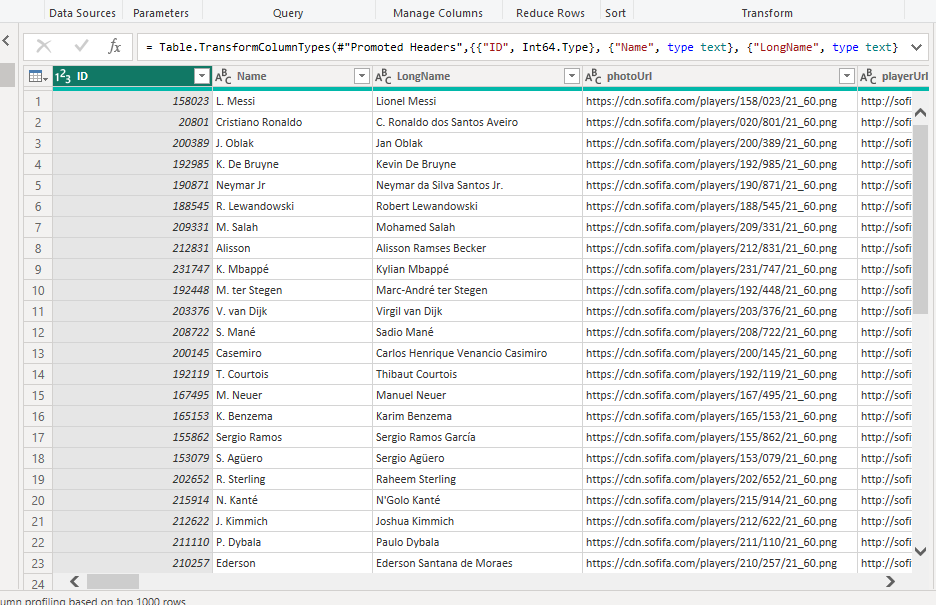 Data Sources Parameters Query Manage Columns Reduce Rows Sort Transform
fx = Table.TransformColumnTypes(#"Promoted Headers",{{"ID", Int64.Type}, {"Name", type text}, {"LongName", type text}
123 ID ABC Name ABC LongName ABC photoUrl ABC playerUrl
1 158023 L. Messi Lionel Messi https://cdn.sofifa.com/players/158/023/21_60.png http://sofi
2 20801 Cristiano Ronaldo C. Ronaldo dos Santos Aveiro https://cdn.sofifa.com/players/020/801/21_60.png http://sofi
3 200389 J. Oblak Jan Oblak https://cdn.sofifa.com/players/200/389/21_60.png http://sofi
4 192985 K. De Bruyne Kevin De Bruyne https://cdn.sofifa.com/players/192/985/21_60.png http://sofi
5 190871 Neymar Jr Neymar da Silva Santos Jr. https://cdn.sofifa.com/players/190/871/21_60.png http://sofi
6 188545 R. Lewandowski Robert Lewandowski https://cdn.sofifa.com/players/188/545/21_60.png http://sofi
7 209331 M. Salah Mohamed Salah https://cdn.sofifa.com/players/209/331/21_60.png http://sofi
8 212831 Alisson Alisson Ramses Becker https://cdn.sofifa.com/players/212/831/21_60.png http://sofi
9 231747 K. Mbappé Kylian Mbappé https://cdn.sofifa.com/players/231/747/21_60.png http://sofi
10 192448 M. ter Stegen Marc-André ter Stegen https://cdn.sofifa.com/players/192/448/21_60.png http://sofi
11 203376 V. van Dijk Virgil van Dijk https://cdn.sofifa.com/players/203/376/21_60.png http://sofi
12 208722 S. Mané Sadio Mané https://cdn.sofifa.com/players/208/722/21_60.png http://sofi
13 200145 Casemiro Carlos Henrique Venancio Casimiro https://cdn.sofifa.com/players/200/145/21_60.png http://sofi
14 192119 T. Courtois Thibaut Courtois https://cdn.sofifa.com/players/192/119/21_60.png http://sofi
15 167495 M. Neuer Manuel Neuer https://cdn.sofifa.com/players/167/495/21_60.png http://sofi
16 165153 K. Benzema Karim Benzema https://cdn.sofifa.com/players/165/153/21_60.png http://sofi
17 155862 Sergio Ramos Sergio Ramos García https://cdn.sofifa.com/players/155/862/21_60.png http://sofi
18 153079 S. Agüero Sergio Agüero https://cdn.sofifa.com/players/153/079/21_60.png http://sofi
19 202652 R. Sterling Raheem Sterling https://cdn.sofifa.com/players/202/652/21_60.png http://sofi
20 215914 N. Kanté N'Golo Kanté https://cdn.sofifa.com/players/215/914/21_60.png http://sofi
21 212622 J. Kimmich Joshua Kimmich https://cdn.sofifa.com/players/212/622/21_60.png http://sofi
22 211110 P. Dybala Paulo Dybala https://cdn.sofifa.com/players/211/110/21_60.png http://sofi
23 210257 Ederson Ederson Santana de Moraes https://cdn.sofifa.com/players/210/257/21_60.png http://sofi
24
umn profiling based on top 1000 rows